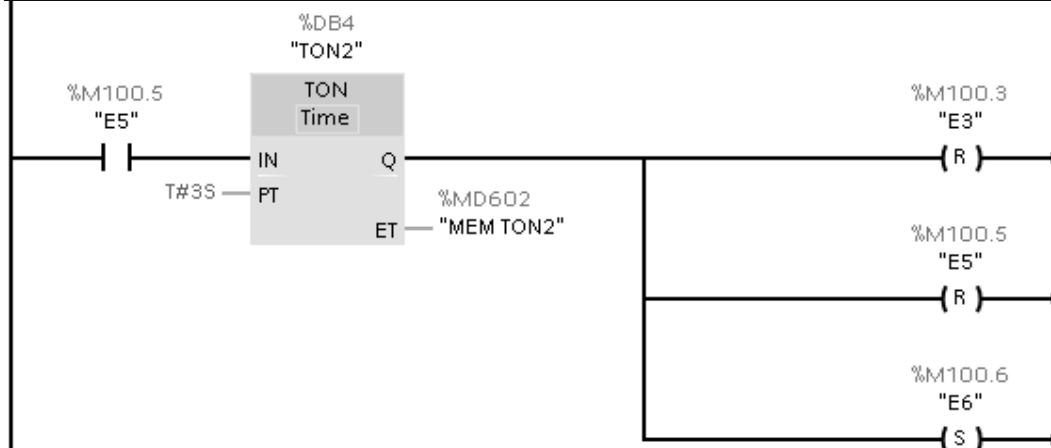 %DB4
"TON2"
%M100.5
"E5"
TON
Time
IN
Q
T#3S
PT
ET
%MD602
"MEM TON2"
%M100.3
"E3"
R
%M100.5
"E5"
R
%M100.6
"E6"
S